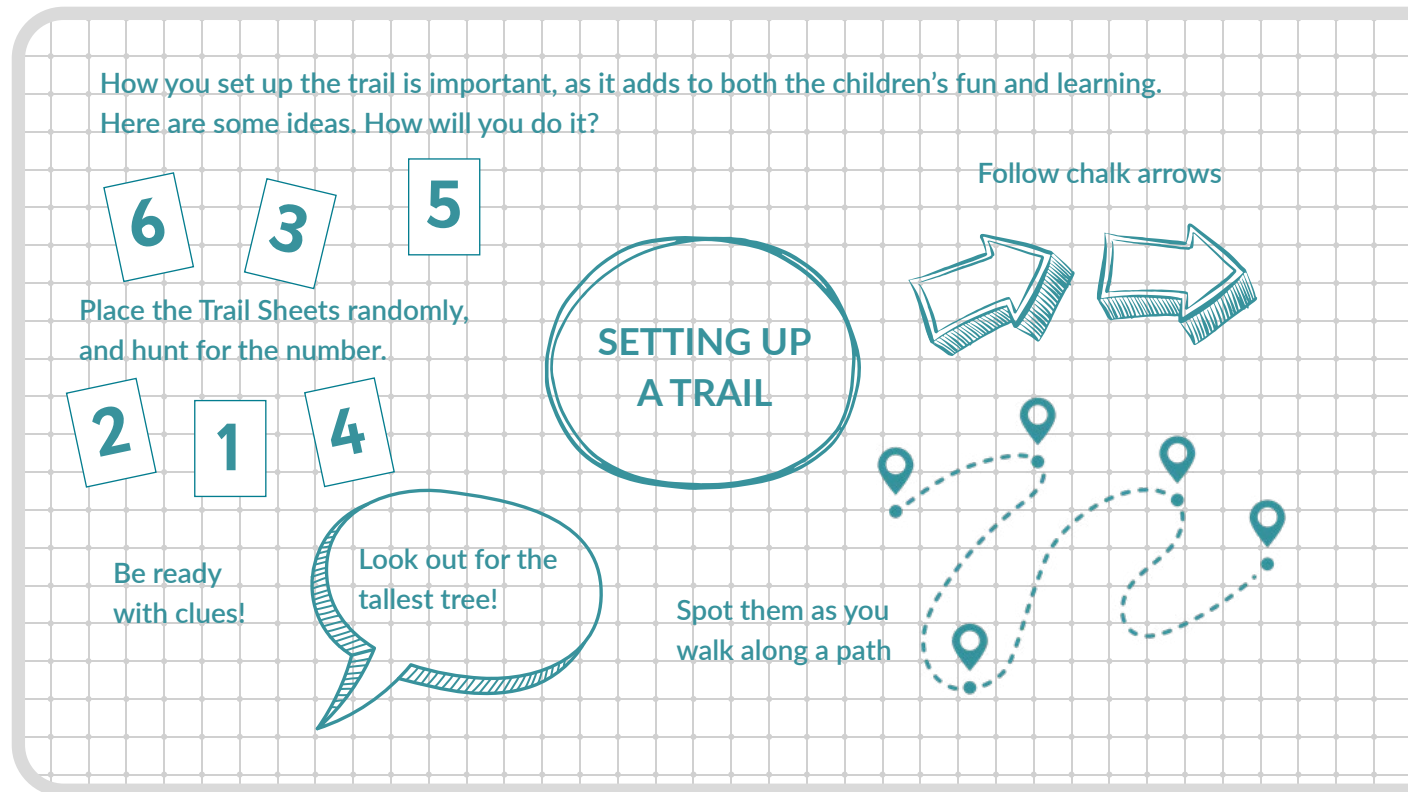 How you set up the trail is important, as it adds to both the children’s fun and learning.
Here are some ideas. How will you do it?
6
3
5
Place the Trail Sheets randomly,
and hunt for the number.
2
1
4
SETTING UP
A TRAIL
Follow chalk arrows
Be ready
with clues!
Look out for the
tallest tree!
Spot them as you
walk along a path